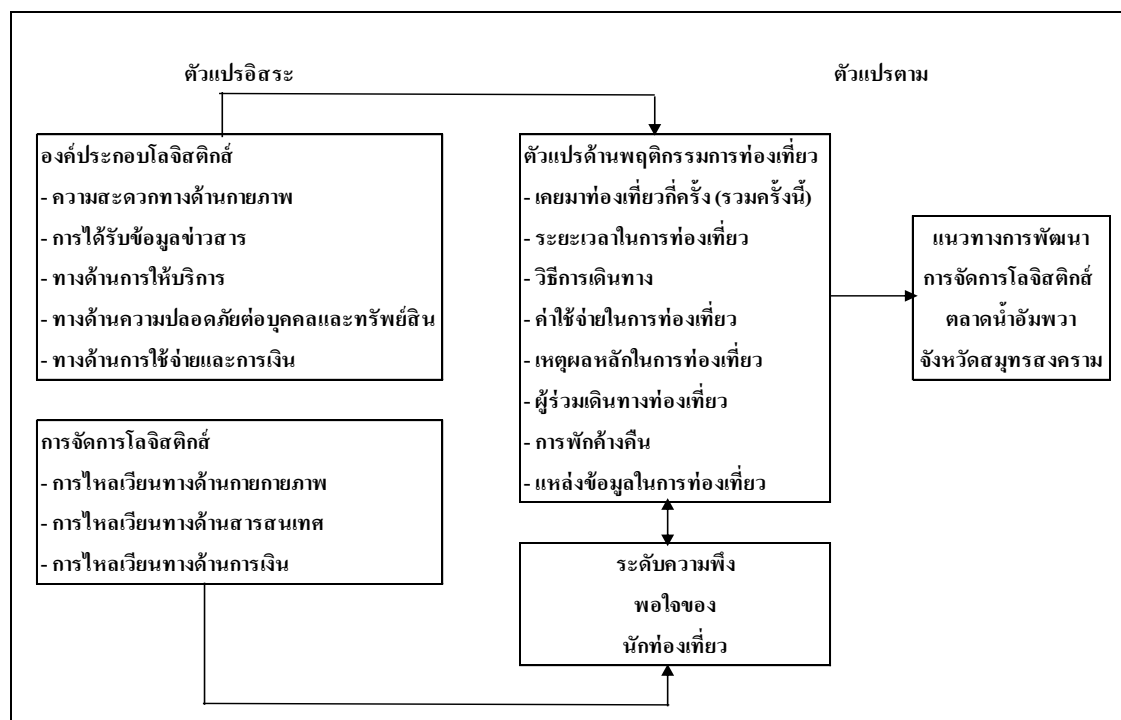 ตัวแปรอิสระ
ตัวแปรตาม
องค์ประกอบโลจิสติกส์
- ความสะดวกทางด้านกายภาพ
- การได้รับข้อมูลข่าวสาร
- ทางด้านการให้บริการ
- ทางด้านความปลอดภัยต่อบุคคลและทรัพย์สิน
- ทางด้านการใช้จ่ายและการเงิน
การจัดการโลจิสติกส์
- การไหลเวียนทางด้านกายกายภาพ
- การไหลเวียนทางด้านสารสนเทศ
- การไหลเวียนทางด้านการเงิน
ตัวแปรด้านพฤติกรรมการท่องเที่ยว
- เคยมาท่องเที่ยวกี่ครั้ง (รวมครั้งนี้)
- ระยะเวลาในการท่องเที่ยว
- วิธีการเดินทาง
- ค่าใช้จ่ายในการท่องเที่ยว
- เหตุผลหลักในการท่องเที่ยว
- ผู้ร่วมเดินทางท่องเที่ยว
- การพักค้างคืน
- แหล่งข้อมูลในการท่องเที่ยว
ระดับความพึง
พอใจของ
นักท่องเที่ยว
แนวทางการพัฒนา
การจัดการโลจิสติกส์
ตลาดน้ำอัมพวา
จังหวัดสมุทรสงคราม